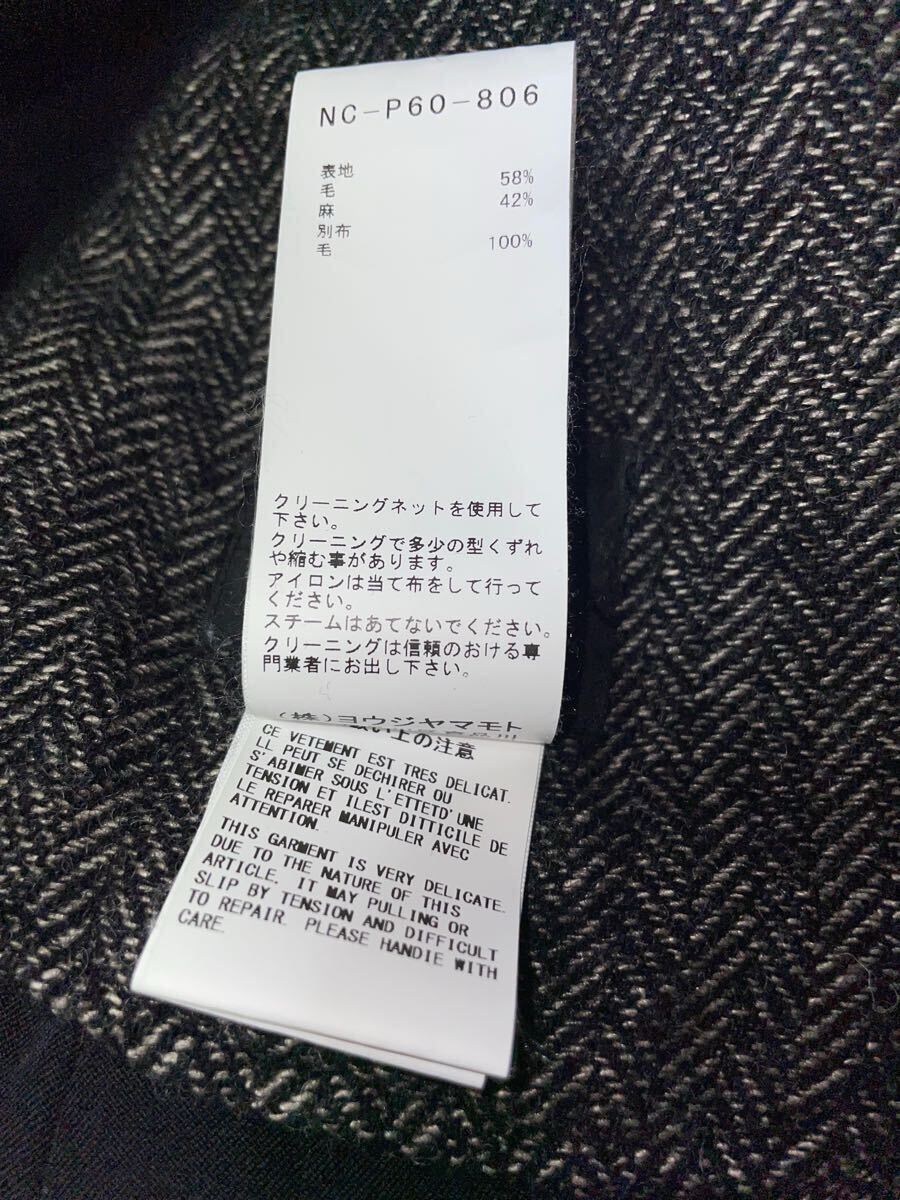 NC-P60-806
表地
毛 58%
麻 42%
別布
毛 100%
クリーニングネットを使用して
下さい。
クリーニングで多少の型くずれ
や縮む事があります。
アイロンは当て布をして行って
ください。
スチームはあてないでください。
クリーニングは信頼のおける専
門業者にお出し下さい。
(株)ヨウジヤマモト
い上の注意
CE VETEMENT EST TRES DELICAT.
LL PEUT SE DECHIRER OU
S'ABIMER SOUS L'ETTETD'UNE
TENSION ET ILEST DITTICILE DE
LE REPARER MANIPULER AVEC
ATTENTION.
THIS GARMENT IS VERY DELICATE.
DUE TO THE NATURE OF THIS
ARTICLE. IT MAY PULLING OR
SLIP BY TENSION AND DIFFICULT
TO REPAIR. PLEASE HANDIE WITH
CARE.